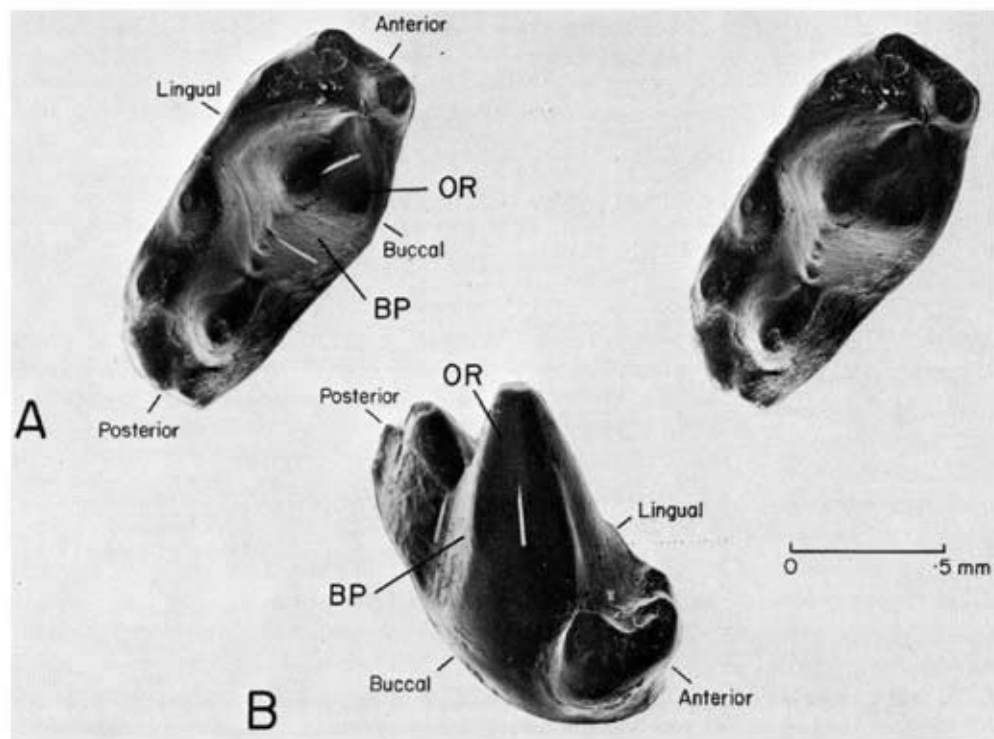 Anterior
Lingual
OR
Buccal
BP
A
Posterior
OR
Posterior
Lingual
BP
0 .5 mm
Buccal
Anterior
B